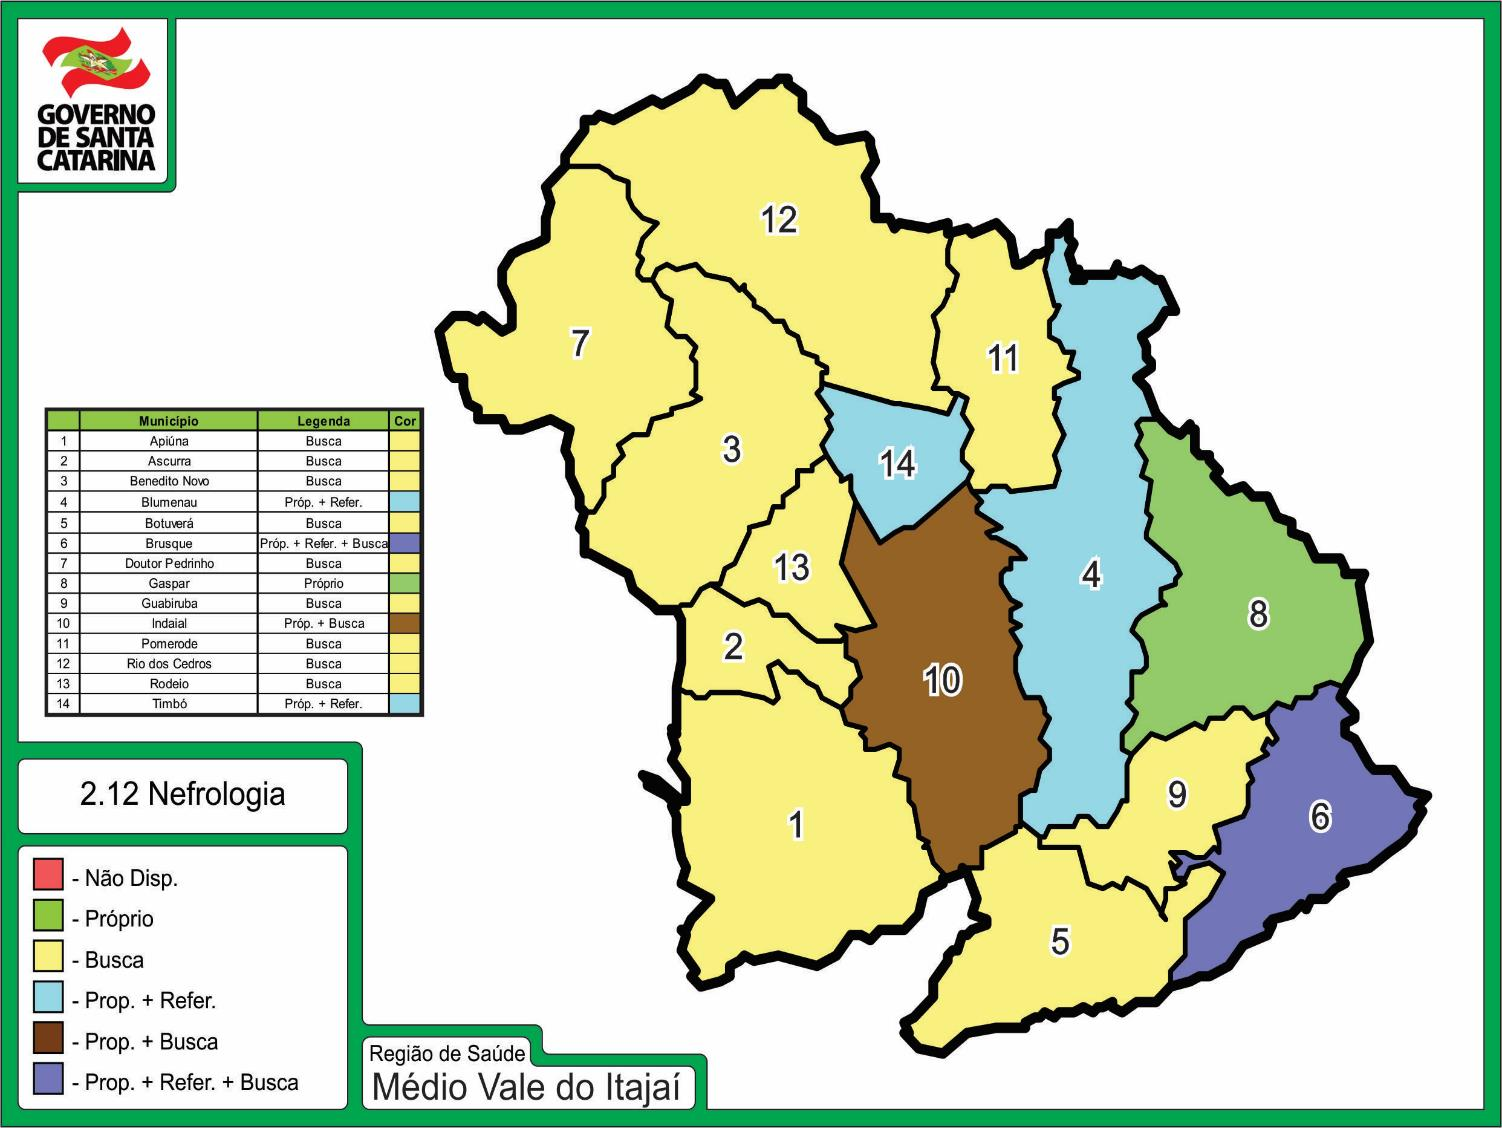 GOVERNO
DE SANTA
CATARINA
12
7
11
3
14
13
4
2
8
10
9
1
6
5
Município Legenda Cor
1 Apiúna Busca
2 Ascurra Busca
3 Benedito Novo Busca
4 Blumenau Próp. + Refer.
5 Botuverá Busca
6 Brusque Próp. + Refer. + Busca
7 Doutor Pedrinho Busca
8 Gaspar Próprio
9 Guabiruba Busca
10 Indaial Próp. + Busca
11 Pomerode Busca
12 Rio dos Cedros Busca
13 Rodeio Busca
14 Timbó Próp. + Refer.
2.12 Nefrologia
- Não Disp.
- Próprio
- Busca
- Prop. + Refer.
- Prop. + Busca
- Prop. + Refer. + Busca
Região de Saúde
Médio Vale do Itajaí